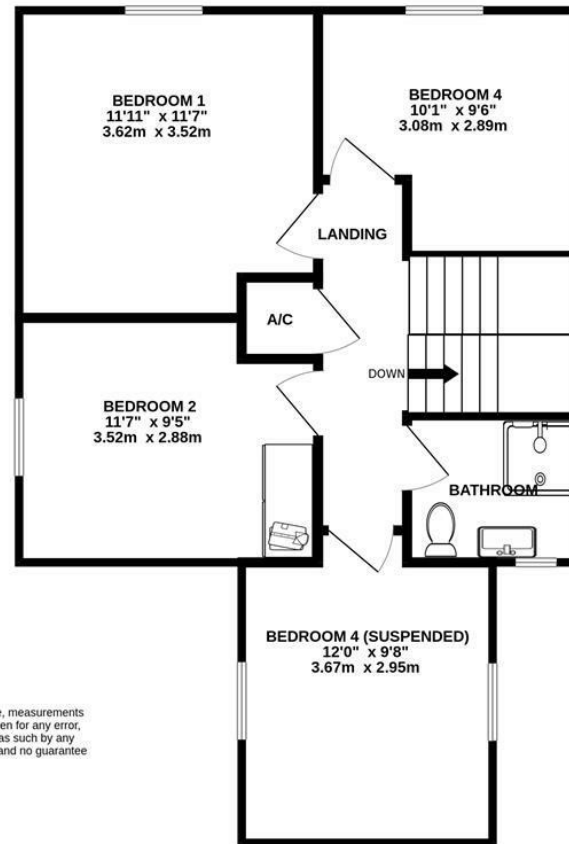 BEDROOM 1
11'11" x 11'7"
3.62m x 3.52m
BEDROOM 4
10'1" x 9'6"
3.08m x 2.89m
LANDING
A/C
DOWN
BEDROOM 2
11'7" x 9'5"
3.52m x 2.88m
BATHROOM
BEDROOM 4 (SUSPENDED)
12'0" x 9'8"
3.67m x 2.95m
, measurements
en for any error,
as such by any
and no guarantee